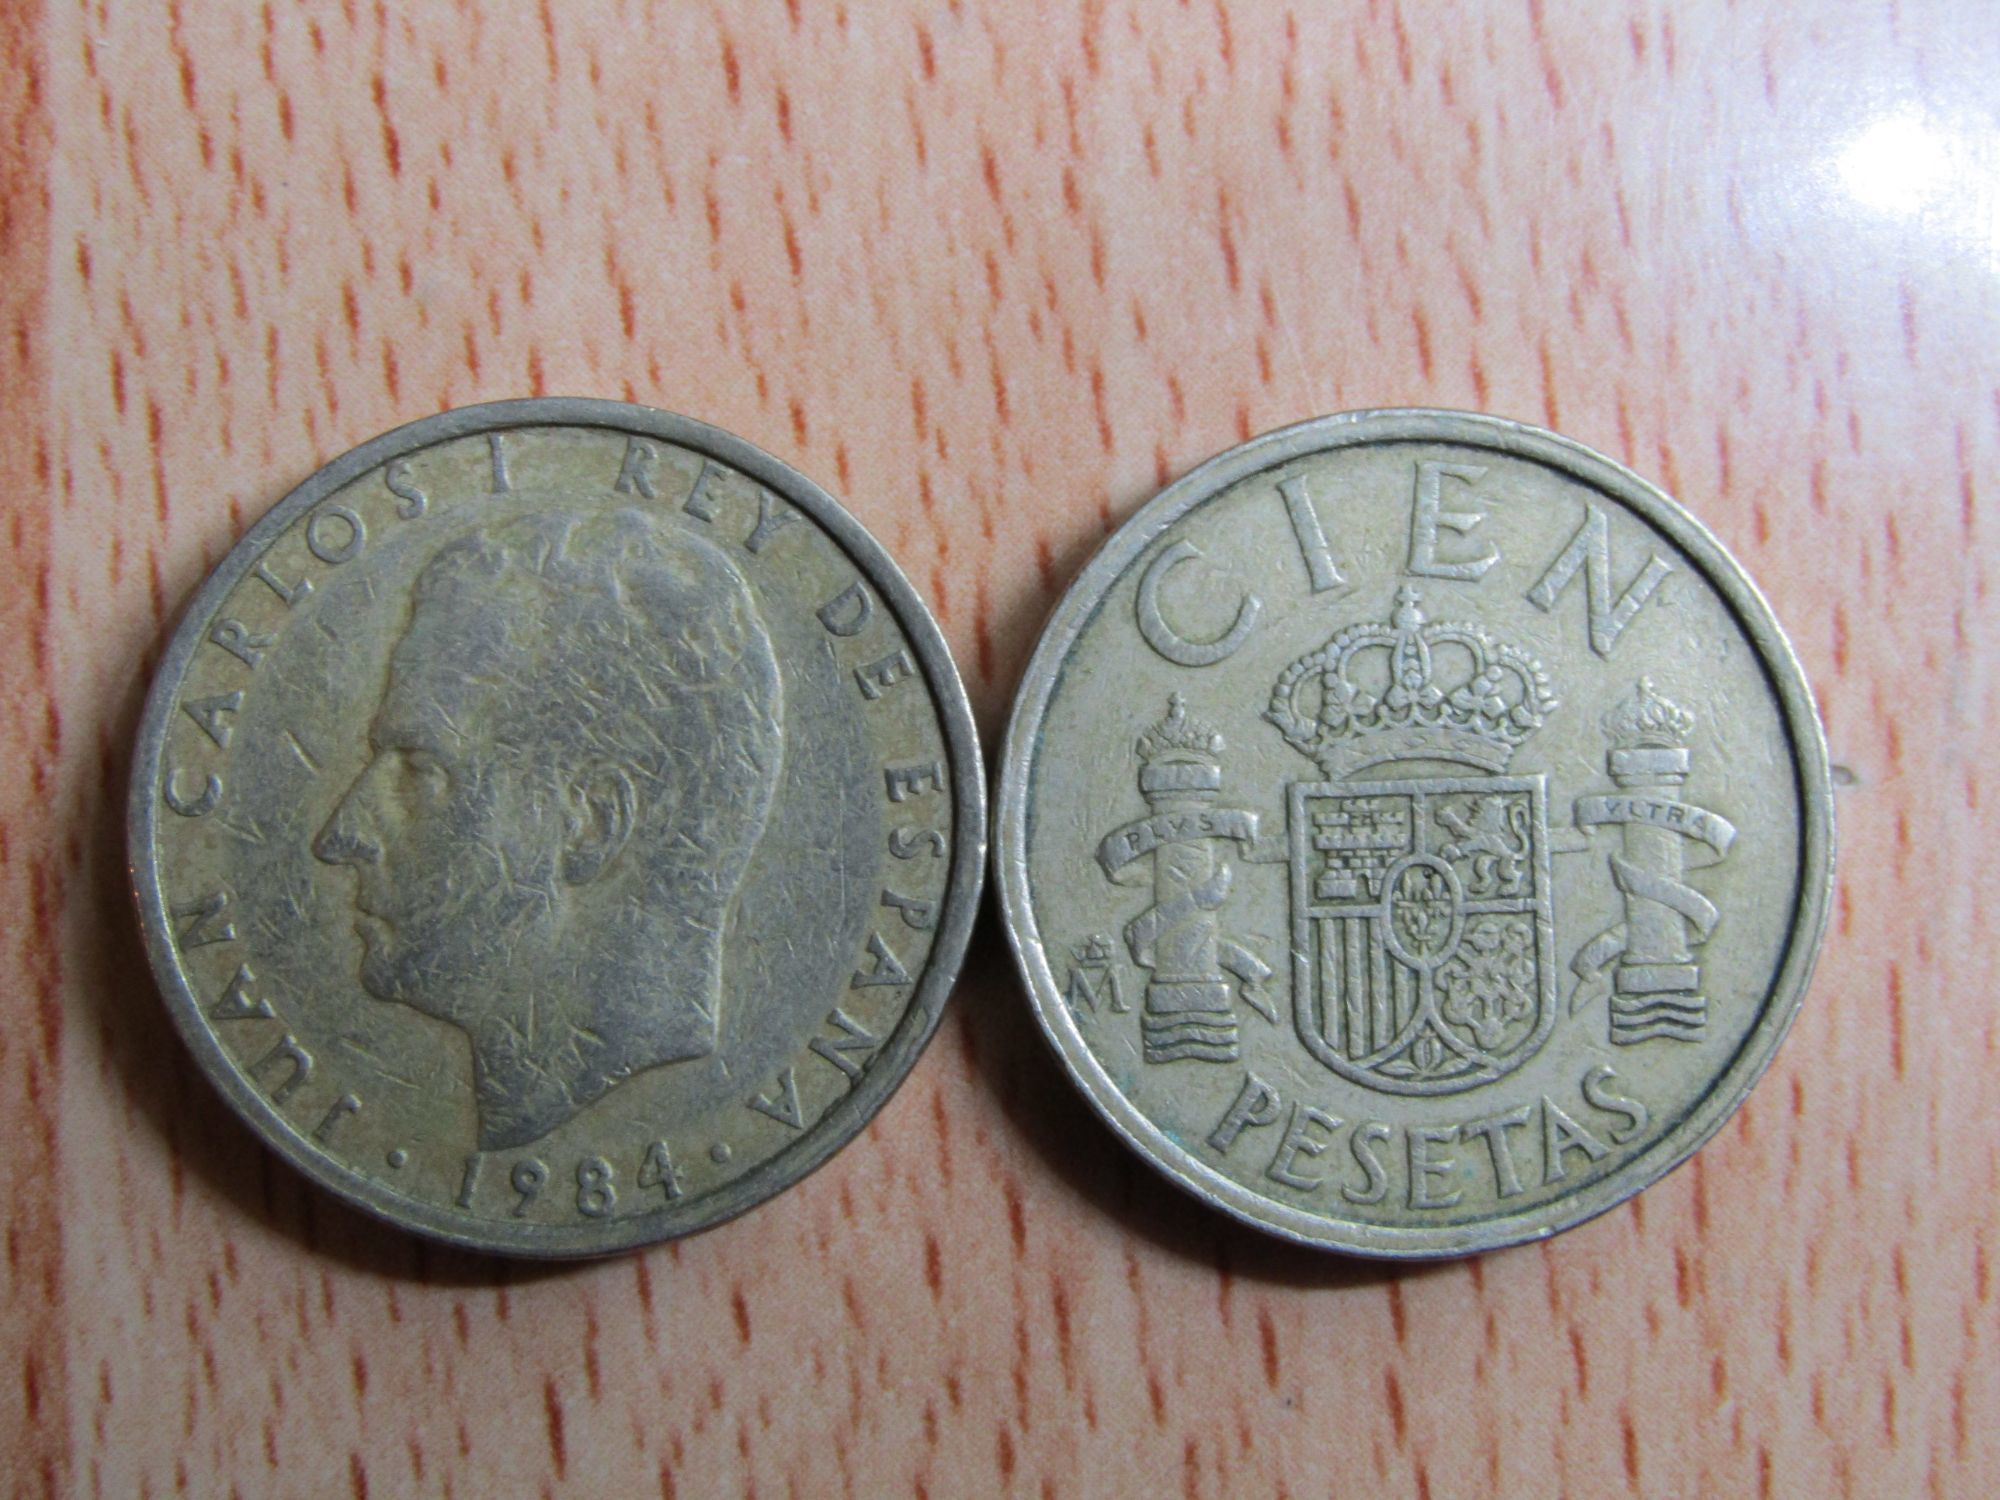 JUAN CARLOS I REY DE ESPAÑA
· 1984 ·
CIEN
PLVS
VLTRA
M
PESETAS